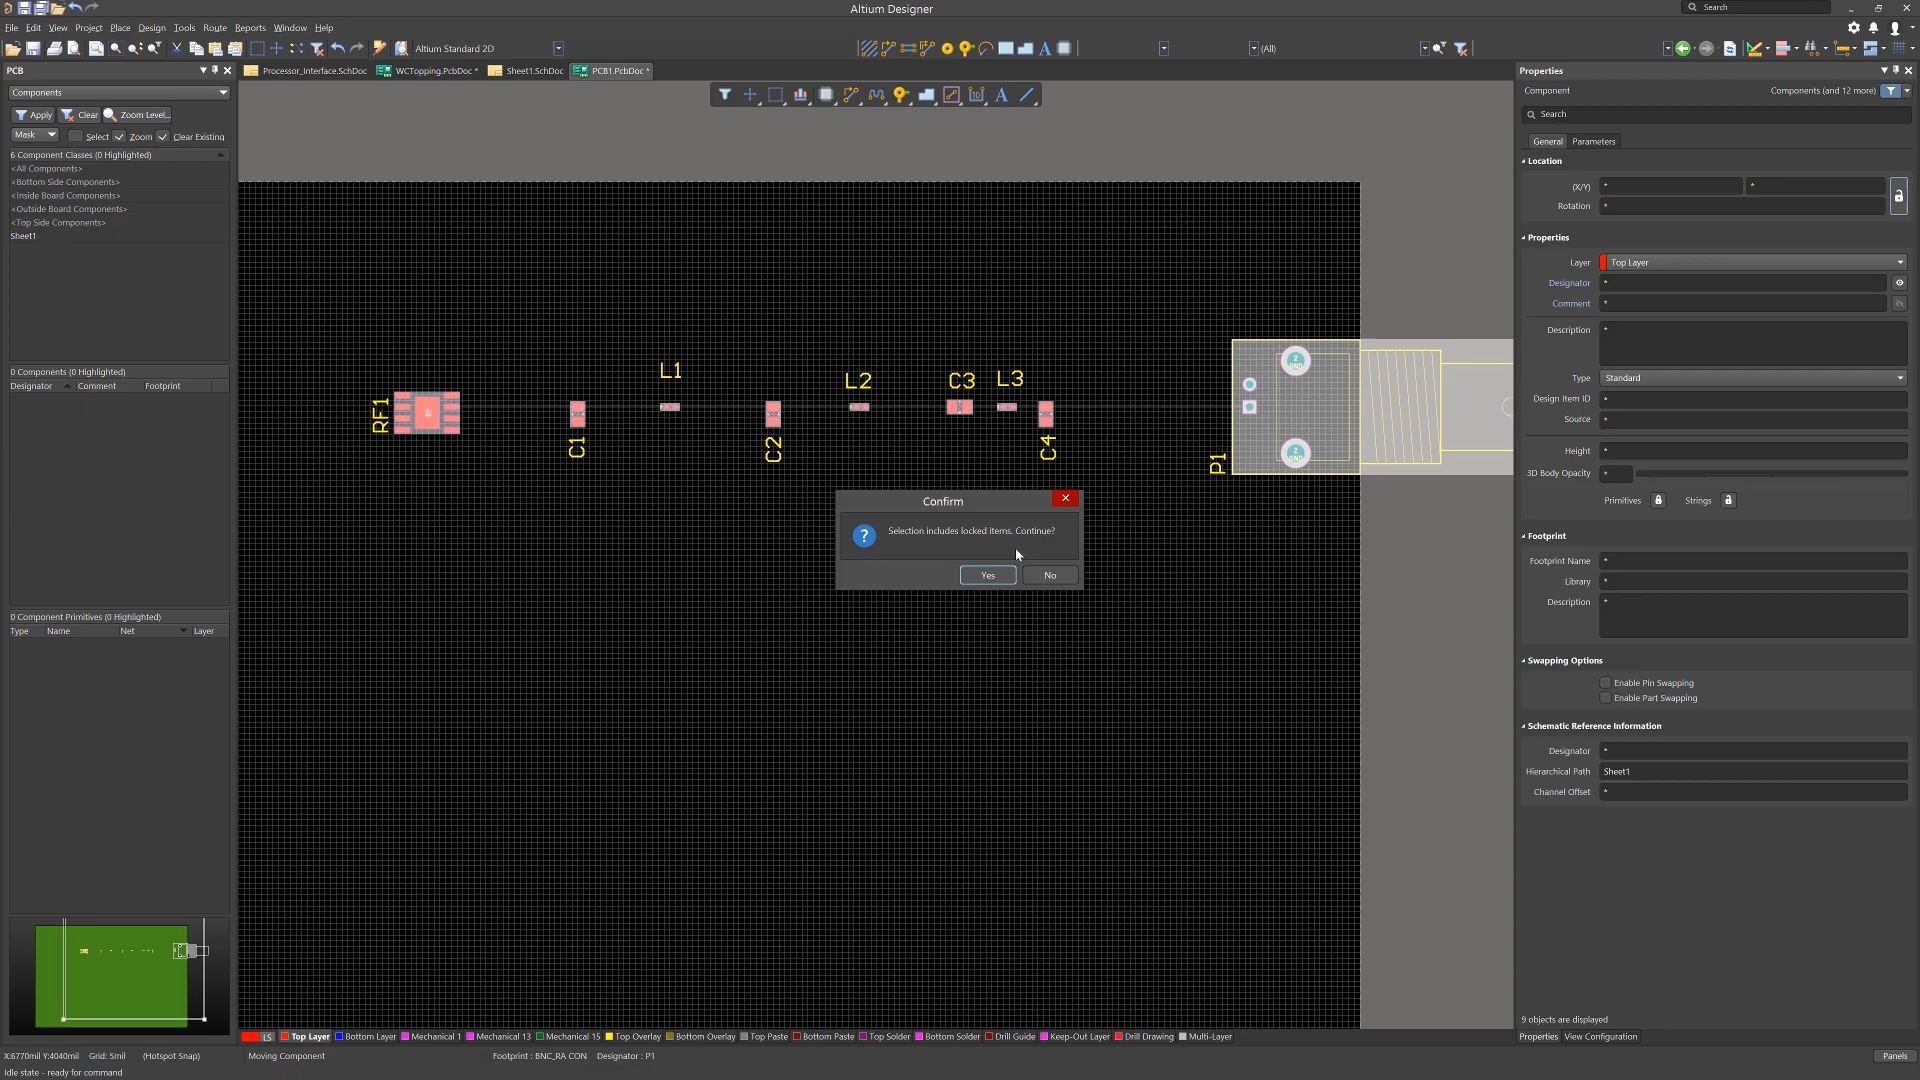 Altium Designer
Search
File Edit View Project Place Design Tools Route Reports Window Help
Altium Standard 2D
(All)
PCB
Processor_Interface.SchDoc
WCTopping.PcbDoc *
Sheet1.SchDoc
PCB1.PcbDoc *
Components
Apply
Clear
Zoom Level...
Mask
Select
Zoom
Clear Existing
6 Component Classes (0 Highlighted)
<All Components>
<Bottom Side Components>
<Inside Board Components>
<Outside Board Components>
<Top Side Components>
Sheet1
0 Components (0 Highlighted)
Designator Comment Footprint
0 Component Primitives (0 Highlighted)
Type Name Net Layer
RF1
C1
L1
C2
L2
C3
L3
C4
P1
2
GND
2
GND
Confirm
Selection includes locked items. Continue?
Yes
No
Properties
Component
Components (and 12 more)
Search
General
Parameters
Location
(X/Y) * *
Rotation *
Properties
Layer Top Layer
Designator *
Comment *
Description *
Type Standard
Design Item ID *
Source *
Height *
3D Body Opacity *
Primitives
Strings
Footprint
Footprint Name *
Library *
Description *
Swapping Options
Enable Pin Swapping
Enable Part Swapping
Schematic Reference Information
Designator *
Hierarchical Path Sheet1
Channel Offset *
9 objects are displayed
Properties View Configuration
LS Top Layer Bottom Layer Mechanical 1 Mechanical 13 Mechanical 15 Top Overlay Bottom Overlay Top Paste Bottom Paste Top Solder Bottom Solder Drill Guide Keep-Out Layer Drill Drawing Multi-Layer
X:6770mil Y:4040mil Grid: 5mil (Hotspot Snap) Moving Component Footprint : BNC_RA CON Designator : P1
Panels
Idle state - ready for command